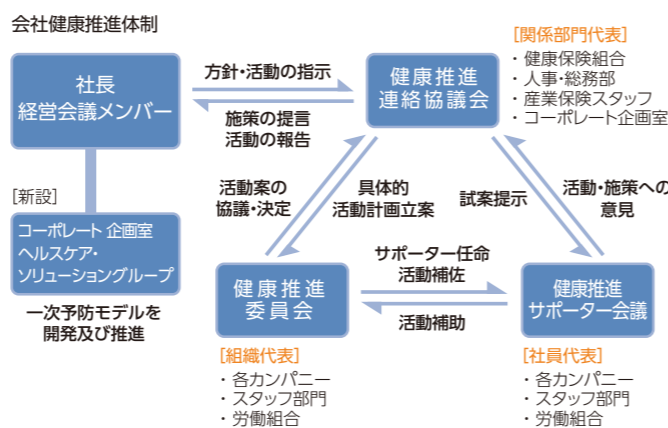 会社健康推進体制
社長
経営会議メンバー
方針・活動の指示
施策の提言
活動の報告
健康推進
連絡協議会
[関係部門代表]
・健康保険組合
・人事・総務部
・産業保険スタッフ
・コーポレート企画室
[新設]
コーポレート 企画室
ヘルスケア・
ソリューショングループ
一次予防モデルを
開発及び推進
活動案の
協議・決定
具体的
活動計画立案
試案提示
活動・施策への
意見
健康推進
委員会
サポーター任命
活動補佐
活動補助
健康推進
サポーター会議
[組織代表]
・各カンパニー
・スタッフ部門
・労働組合
[社員代表]
・各カンパニー
・スタッフ部門
・労働組合